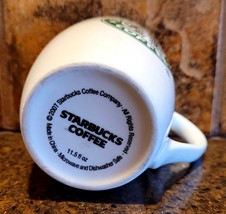 © 2007 Starbucks Coffee Company · All Rights Reserved ·
STARBUCKS
COFFEE
11.5 fl oz
Made in China · Microwave and Dishwasher Safe ·